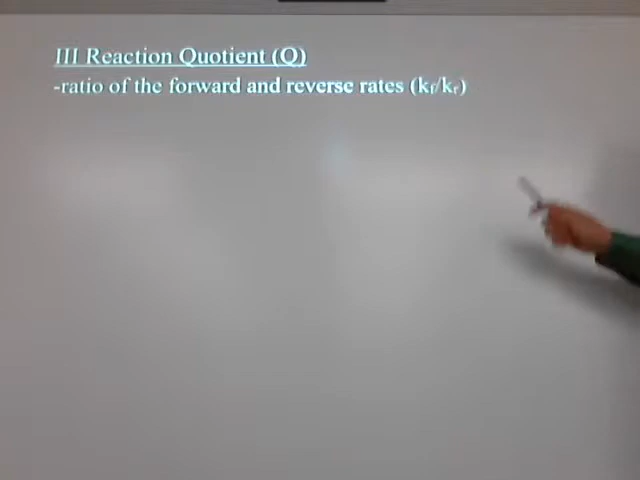 III Reaction Quotient (Q)
-ratio of the forward and reverse rates (kf/kr)